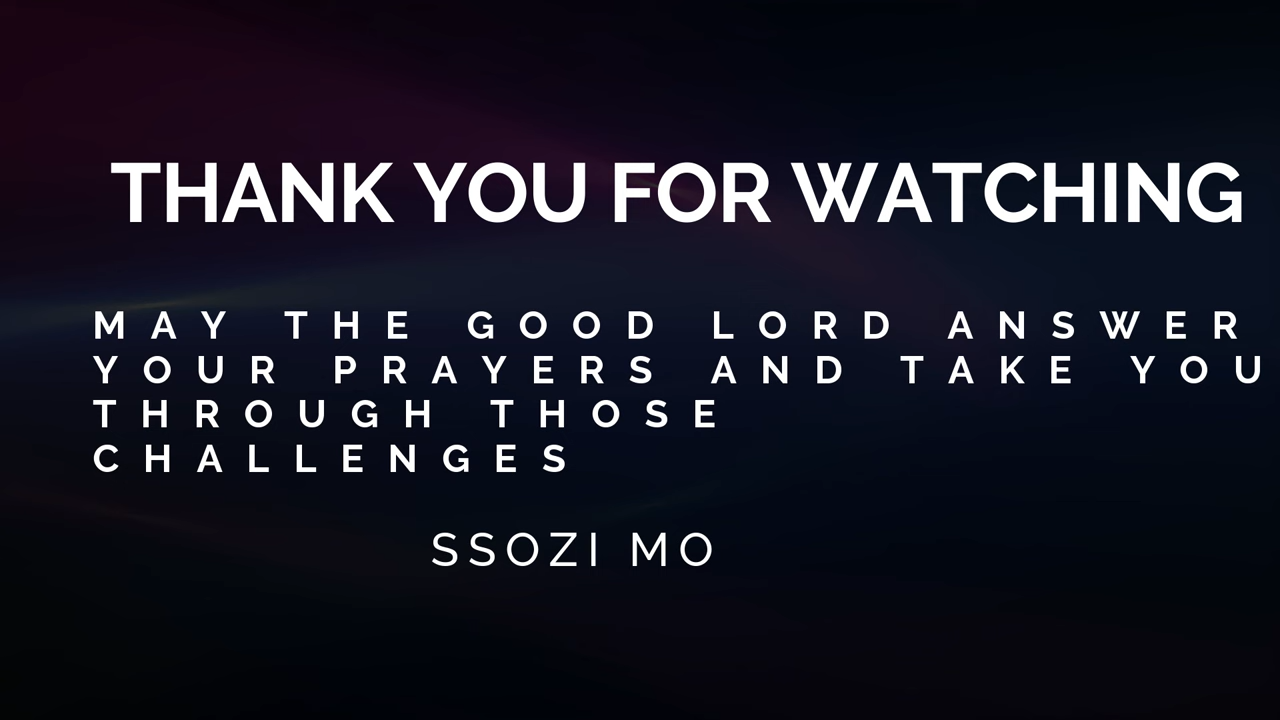 THANK YOU FOR WATCHING
MAY THE GOOD LORD ANSWER
YOUR PRAYERS AND TAKE YOU
THROUGH THOSE
CHALLENGES
SSOZI MO